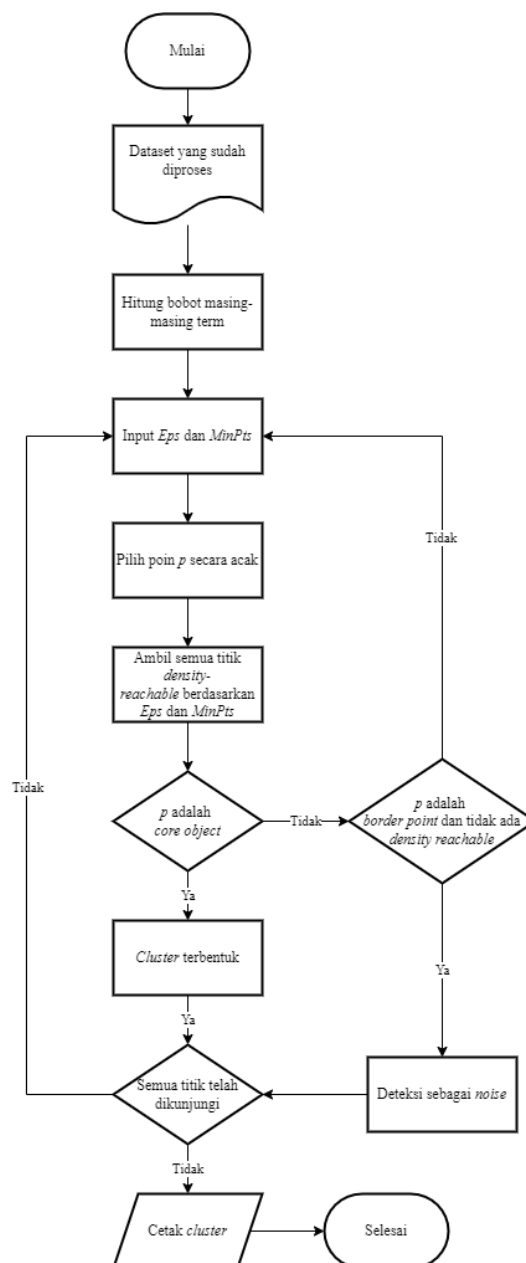 Mulai
Dataset yang sudah
diproses
Hitung bobot masing-
masing term
Input Eps dan MinPts
Pilih poin p secara acak
Tidak
Ambil semua titik
density-
reachable berdasarkan
Eps dan MinPts
Tidak
p adalah
core object
Tidak
p adalah
border point dan tidak ada
density reachable
Ya
Cluster terbentuk
Ya
Ya
Semua titik telah
dikunjungi
Deteksi sebagai noise
Tidak
Cetak cluster
Selesai